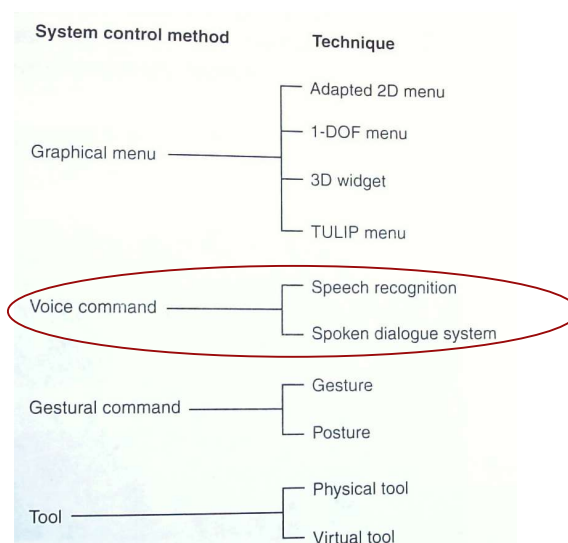 System control method
Technique
Graphical menu
Adapted 2D menu
1-DOF menu
3D widget
TULIP menu
Voice command
Speech recognition
Spoken dialogue system
Gestural command
Gesture
Posture
Tool
Physical tool
Virtual tool